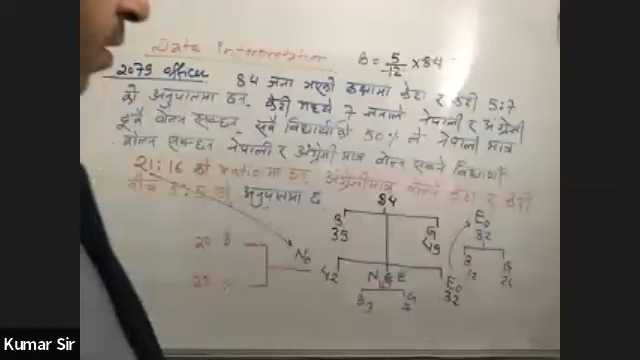 Data Interpretation
B = 5/12 × 84
2079 officer 84 जना भएको कक्षामा केटा र केटी 5:7
को अनुपातमा छन्. केटी मध्ये 7 जनाले नेपाली र अंग्रेजी
दुवै बोल्न सक्छन्. सबै विद्यार्थीको 50% ले नेपाली मात्र
बोल्न सक्छन् नेपाली र अंग्रेजी मात्र बोल्न सक्ने विद्यार्थी
21:16 को ratio मा छन्. अंग्रेजी मात्र बोल्ने केटा र केटी
बीच 3:5 को अनुपातमा छ
84
B
35
G
49
E₀
32
B
12
G
20
20 B
N₀
42
N&E
E₀
32
B
3
G
7
Kumar Sir